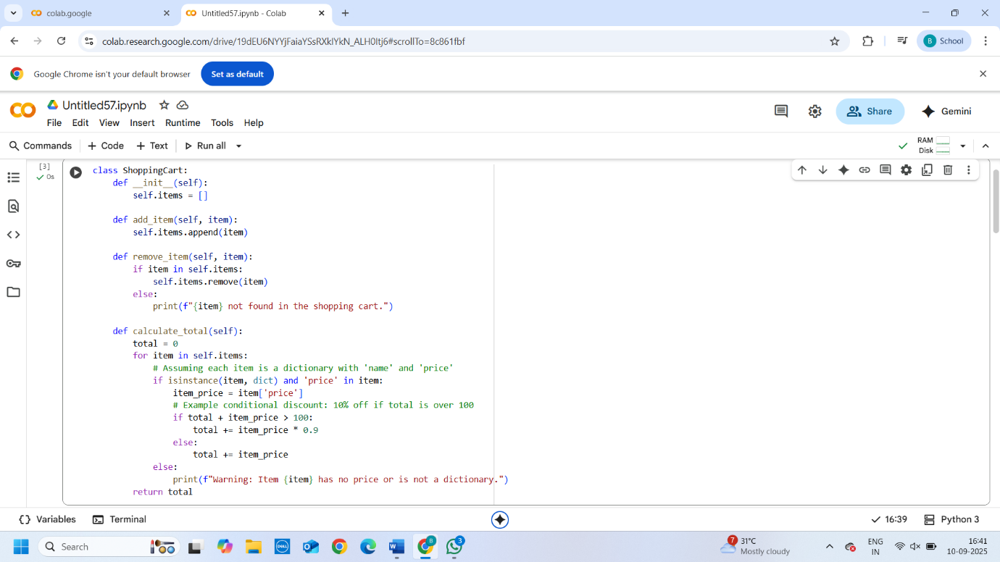 colab.google
Untitled57.ipynb - Colab
colab.research.google.com/drive/19dEU6NYYjFaiaYSsRXkIYkN_ALH0Itj6#scrollTo=8c861fbf
B School
Google Chrome isn't your default browser
Set as default
Untitled57.ipynb
File Edit View Insert Runtime Tools Help
Share
Gemini
Commands + Code + Text Run all
RAM
Disk
[3]
0s
class ShoppingCart:
    def __init__(self):
        self.items = []
    def add_item(self, item):
        self.items.append(item)
    def remove_item(self, item):
        if item in self.items:
            self.items.remove(item)
        else:
            print(f"{item} not found in the shopping cart.")
    def calculate_total(self):
        total = 0
        for item in self.items:
            # Assuming each item is a dictionary with 'name' and 'price'
            if isinstance(item, dict) and 'price' in item:
                item_price = item['price']
                # Example conditional discount: 10% off if total is over 100
                if total + item_price > 100:
                    total += item_price * 0.9
                else:
                    total += item_price
            else:
                print(f"Warning: Item {item} has no price or is not a dictionary.")
        return total
{} Variables
Terminal
16:39
Python 3
Search
DELL
W
B
3
7
31°C
Mostly cloudy
ENG
IN
16:41
10-09-2025